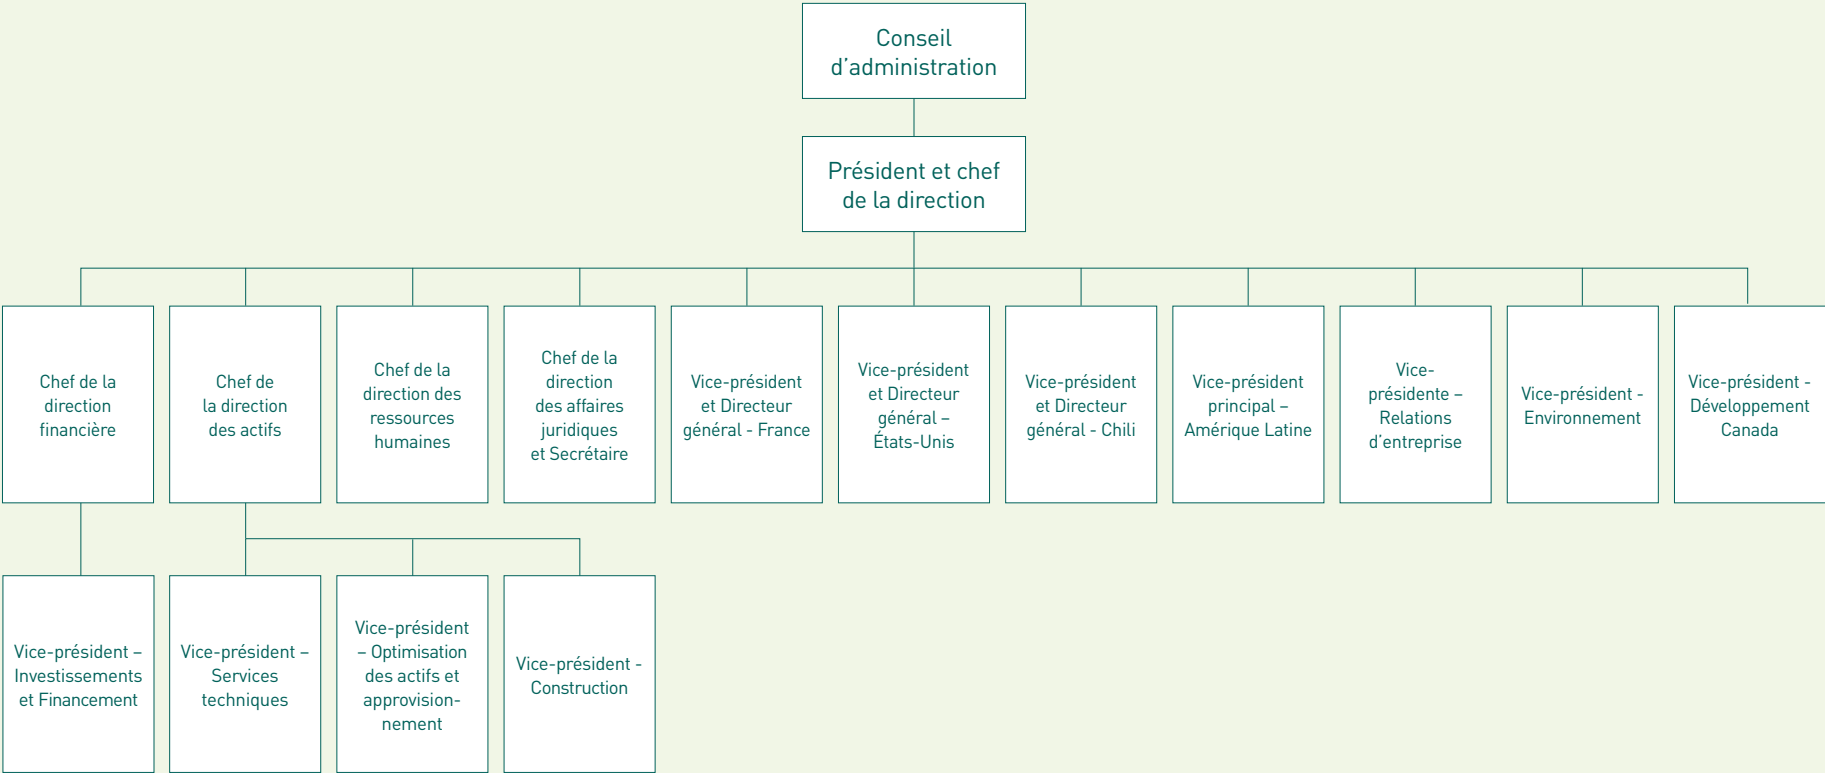 Conseil
d’administration
Président et chef
de la direction
Chef de la
direction
financière
Chef de
la direction
des actifs
Chef de la
direction des
ressources
humaines
Chef de la
direction
des affaires
juridiques
et Secrétaire
Vice-président
et Directeur
général - France
Vice-président
et Directeur
général –
États-Unis
Vice-président
et Directeur
général - Chili
Vice-président
principal –
Amérique Latine
Vice-
présidente –
Relations
d’entreprise
Vice-président -
Environnement
Vice-président -
Développement
Canada
Vice-président –
Investissements
et Financement
Vice-président –
Services
techniques
Vice-président
– Optimisation
des actifs et
approvision-
nement
Vice-président -
Construction